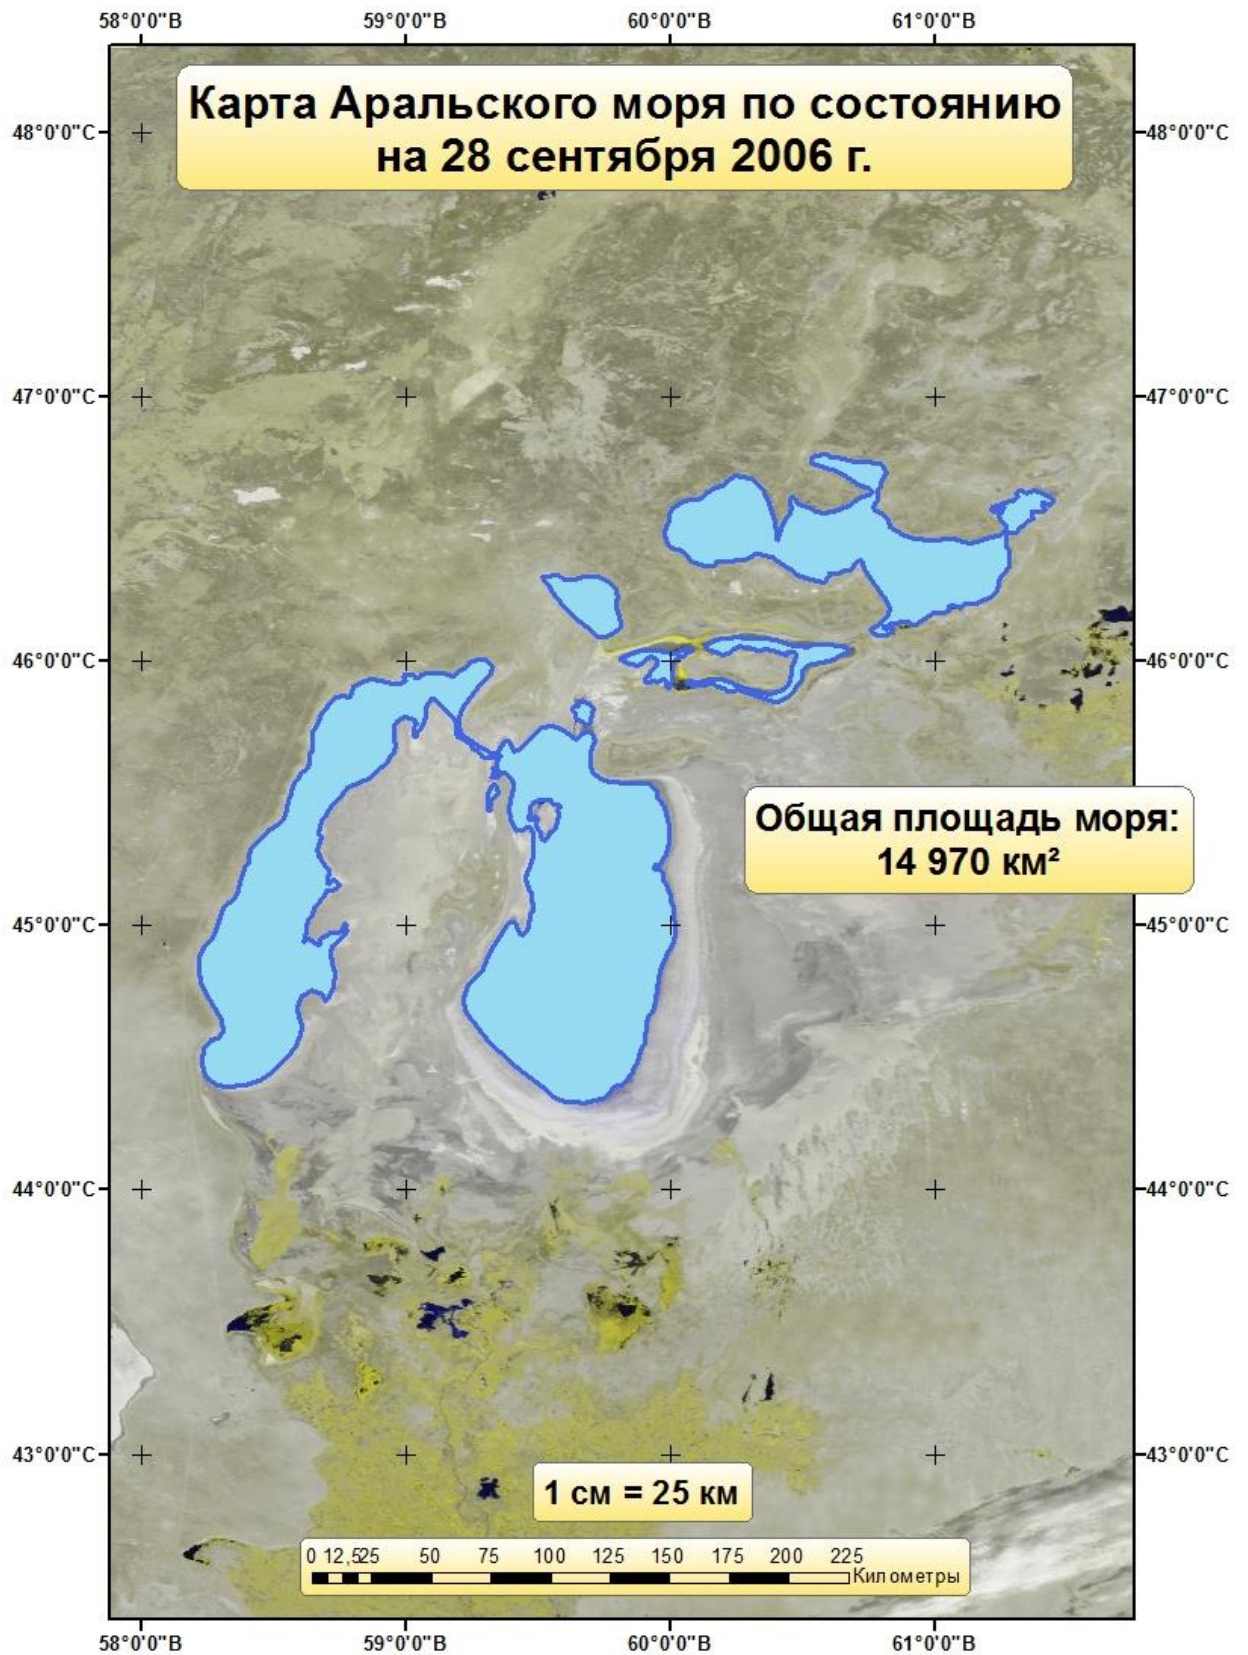 58°0'0"В 59°0'0"В 60°0'0"В 61°0'0"В
Карта Аральского моря по состоянию
на 28 сентября 2006 г.
48°0'0"С 48°0'0"С
47°0'0"С 47°0'0"С
46°0'0"С 46°0'0"С
Общая площадь моря:
14 970 км²
45°0'0"С 45°0'0"С
44°0'0"С 44°0'0"С
43°0'0"С 43°0'0"С
1 см = 25 км
0 12,525 50 75 100 125 150 175 200 225
Километры
58°0'0"В 59°0'0"В 60°0'0"В 61°0'0"В